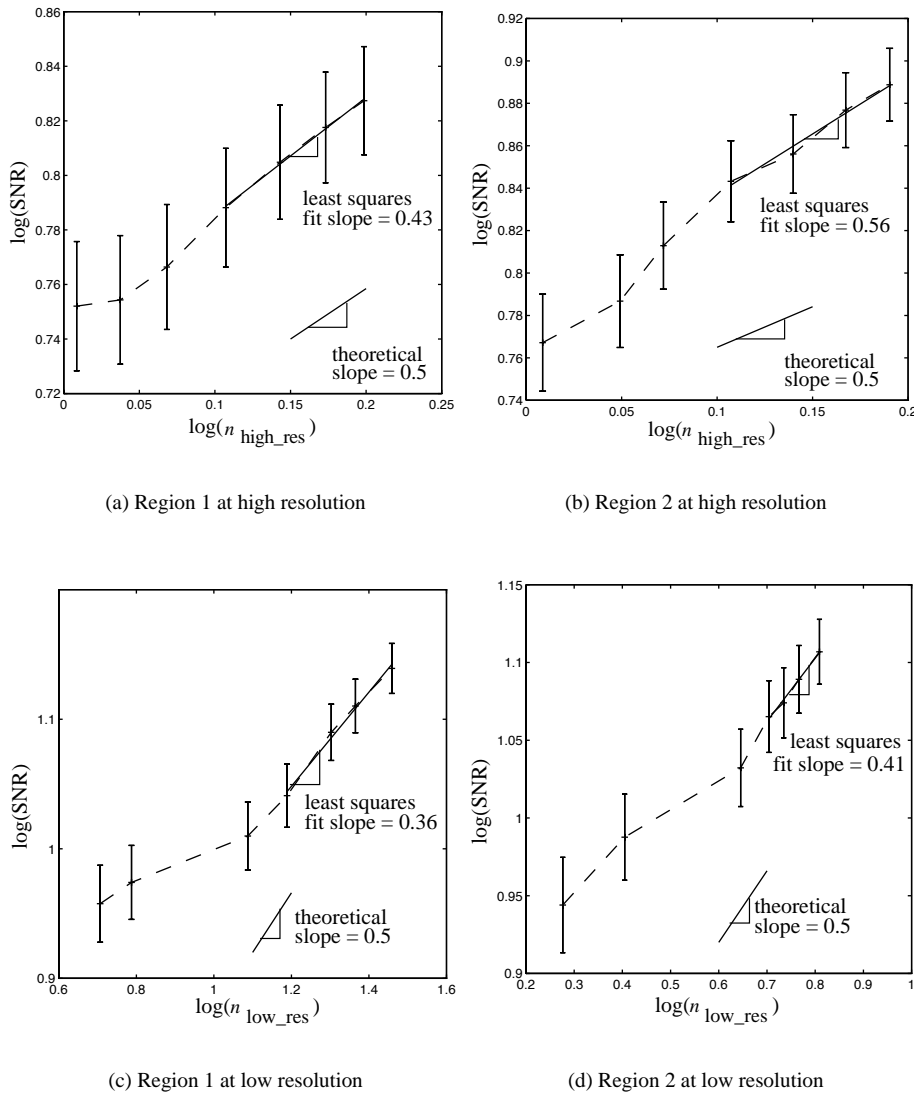 0.86
0.84
0.82
0.8
0.78
0.76
0.74
0.72
log(SNR)
least squares
fit slope = 0.43
theoretical
slope = 0.5
0 0.05 0.1 0.15 0.2 0.25
log(n high_res)
(a) Region 1 at high resolution
0.92
0.9
0.88
0.86
0.84
0.82
0.8
0.78
0.76
0.74
log(SNR)
least squares
fit slope = 0.56
theoretical
slope = 0.5
0 0.05 0.1 0.15 0.2
log(n high_res)
(b) Region 2 at high resolution
1.1
1
0.9
log(SNR)
least squares
fit slope = 0.36
theoretical
slope = 0.5
0.6 0.8 1 1.2 1.4 1.6
log(n low_res)
(c) Region 1 at low resolution
1.15
1.1
1.05
1
0.95
0.9
log(SNR)
least squares
fit slope = 0.41
theoretical
slope = 0.5
0.2 0.3 0.4 0.5 0.6 0.7 0.8 0.9 1
log(n low_res)
(d) Region 2 at low resolution